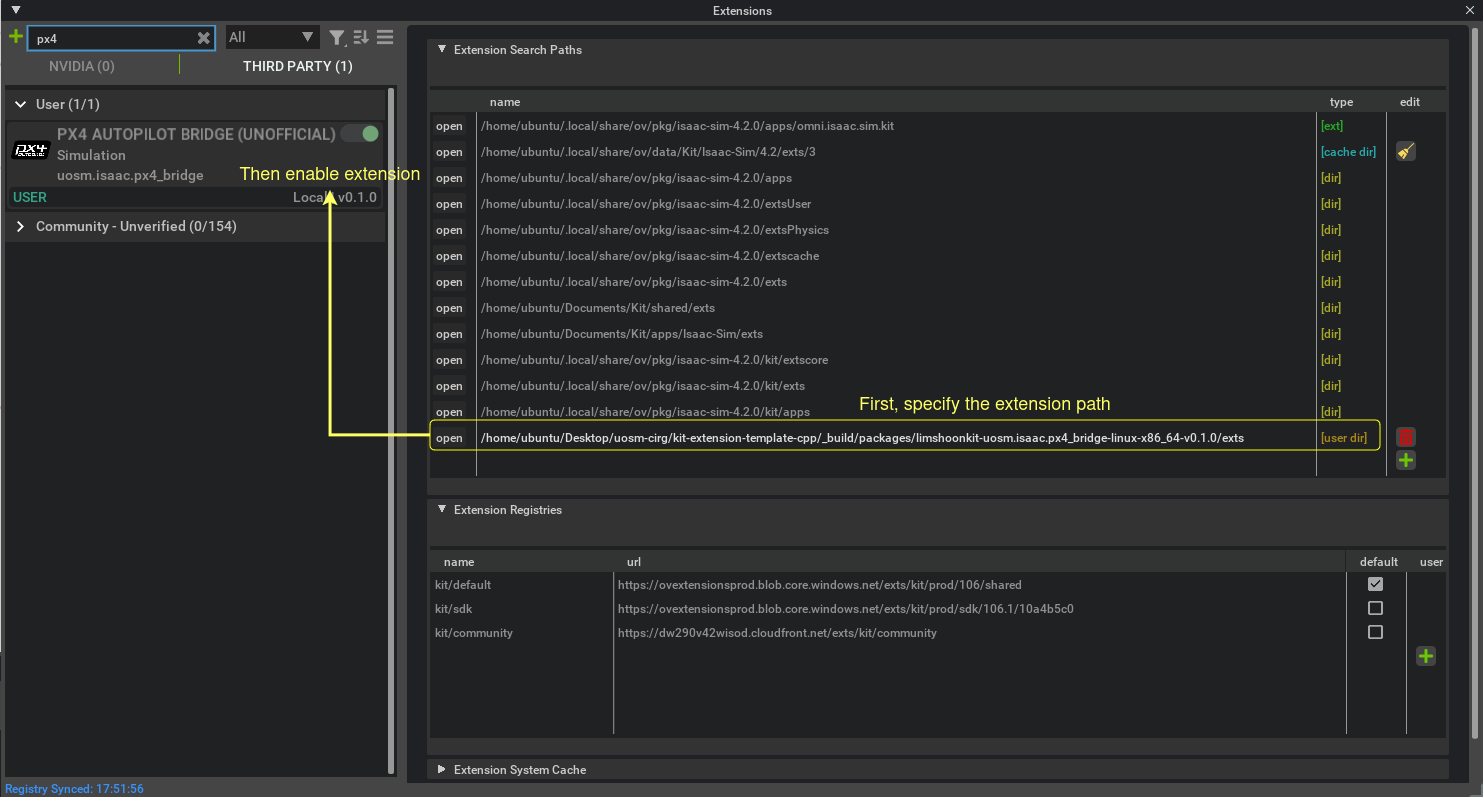 Extensions
px4
All
NVIDIA (0)
THIRD PARTY (1)
User (1/1)
PX4 AUTOPILOT BRIDGE (UNOFFICIAL)
Simulation
uosm.isaac.px4_bridge
Then enable extension
USER
v0.1.0
Community - Unverified (0/154)
Registry Synced: 17:51:56
Extension Search Paths
name type edit
open /home/ubuntu/.local/share/ov/pkg/isaac-sim-4.2.0/apps/omni.isaac.sim.kit [ext]
open /home/ubuntu/.local/share/ov/data/Kit/Isaac-Sim/4.2/exts/3 [cache dir]
open /home/ubuntu/.local/share/ov/pkg/isaac-sim-4.2.0/apps [dir]
open /home/ubuntu/.local/share/ov/pkg/isaac-sim-4.2.0/extsUser [dir]
open /home/ubuntu/.local/share/ov/pkg/isaac-sim-4.2.0/extsPhysics [dir]
open /home/ubuntu/.local/share/ov/pkg/isaac-sim-4.2.0/extscache [dir]
open /home/ubuntu/.local/share/ov/pkg/isaac-sim-4.2.0/exts [dir]
open /home/ubuntu/Documents/Kit/shared/exts [dir]
open /home/ubuntu/Documents/Kit/apps/Isaac-Sim/exts [dir]
open /home/ubuntu/.local/share/ov/pkg/isaac-sim-4.2.0/kit/extscore [dir]
open /home/ubuntu/.local/share/ov/pkg/isaac-sim-4.2.0/kit/exts [dir]
First, specify the extension path
open /home/ubuntu/.local/share/ov/pkg/isaac-sim-4.2.0/kit/apps [dir]
open /home/ubuntu/Desktop/uosm-cirg/kit-extension-template-cpp/_build/packages/limshoonkit-uosm.isaac.px4_bridge-linux-x86_64-v0.1.0/exts [user dir]
Extension Registries
name url default user
kit/default https://ovextensionsprod.blob.core.windows.net/exts/kit/prod/106/shared
kit/sdk https://ovextensionsprod.blob.core.windows.net/exts/kit/prod/sdk/106.1/10a4b5c0
kit/community https://dw290v42wisod.cloudfront.net/exts/kit/community
Extension System Cache